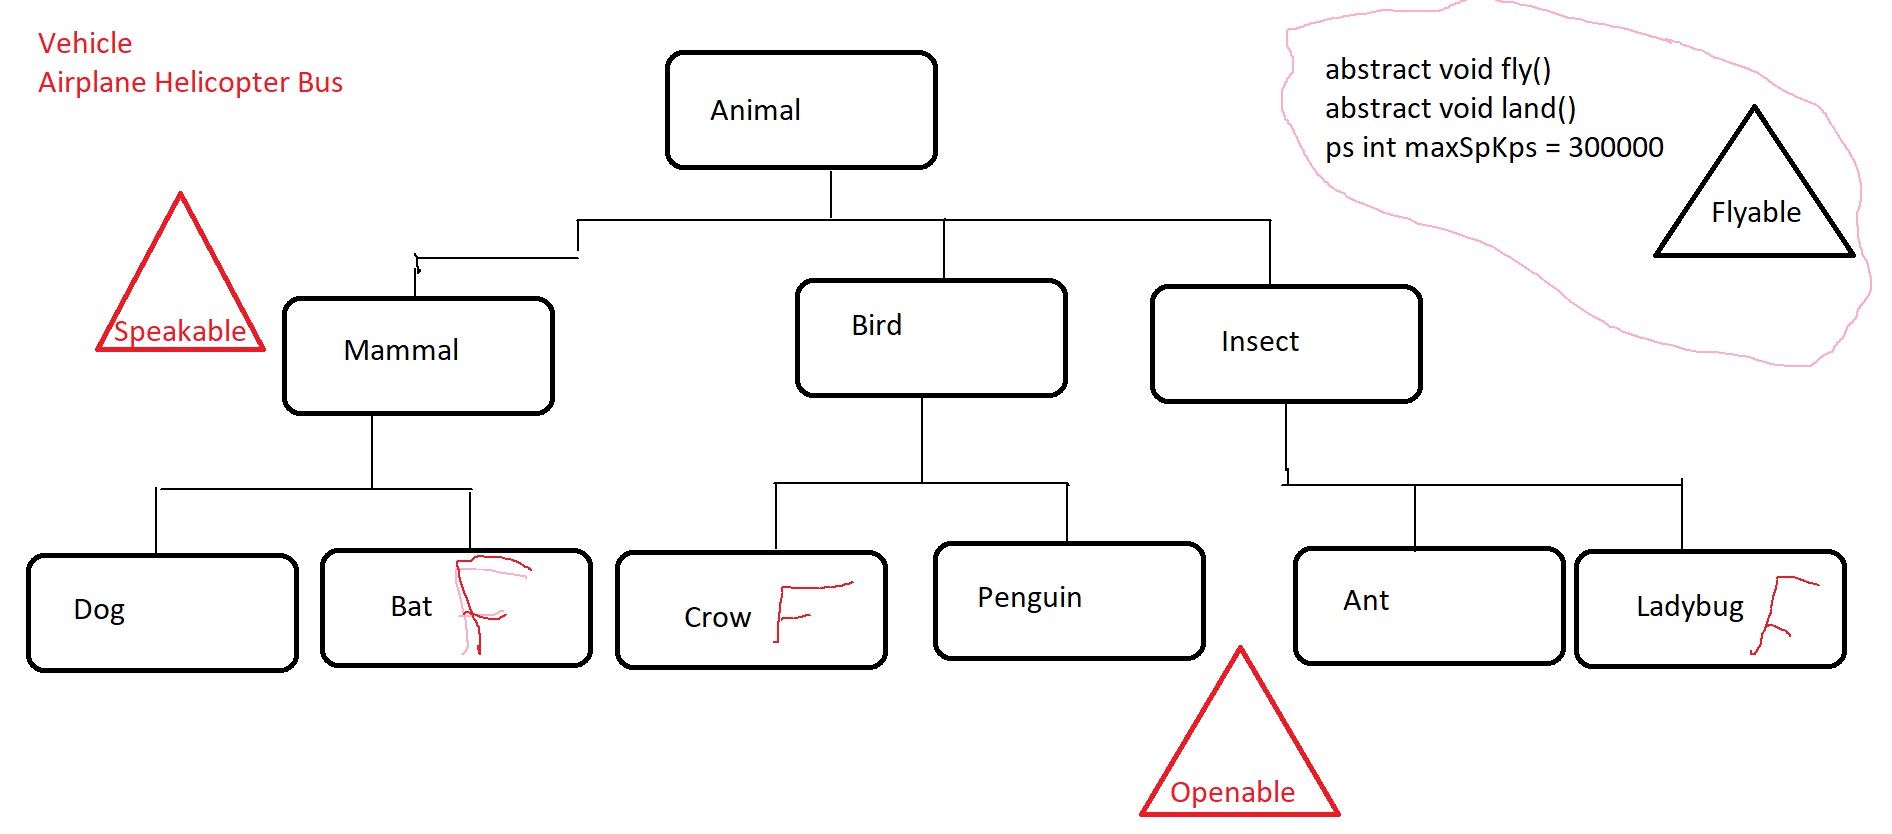 Vehicle
Airplane Helicopter Bus
abstract void fly()
abstract void land()
ps int maxSpKps = 300000
Animal
Flyable
Speakable
Mammal
Bird
Insect
Dog
Bat F
Crow F
Penguin
Ant
Ladybug F
Openable